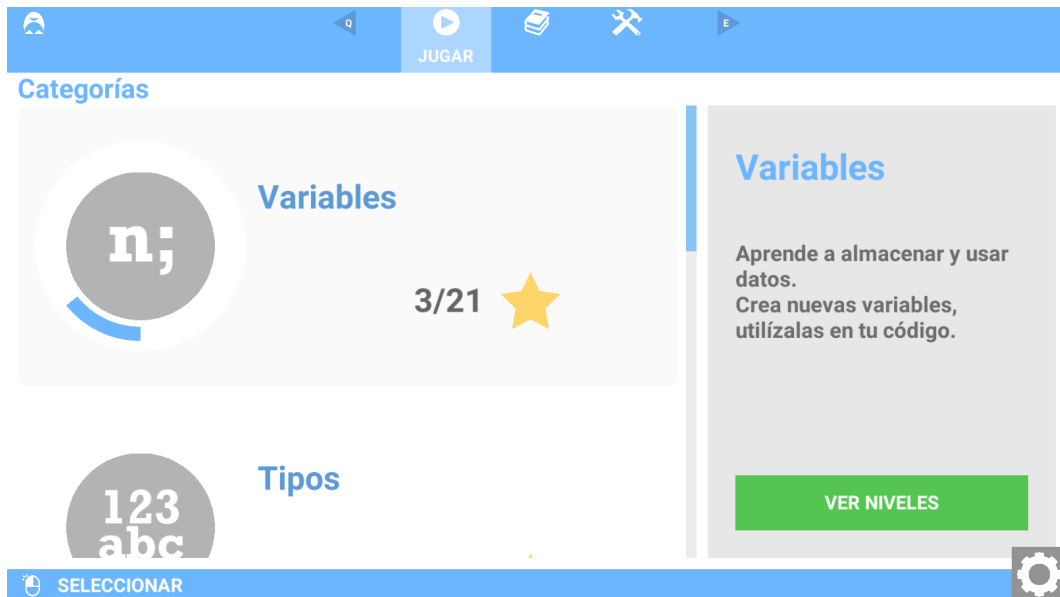 Q
JUGAR
E
Categorías
n;
Variables
3/21
Tipos
123
abc
Variables
Aprende a almacenar y usar
datos.
Crea nuevas variables,
utilízalas en tu código.
VER NIVELES
SELECCIONAR